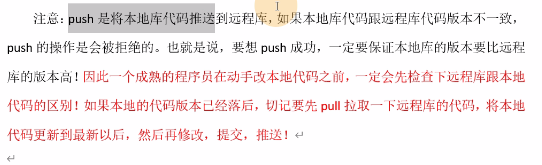 注意：push 是将本地库代码推送到远程库，如果本地库代码跟远程库代码版本不一致，
push 的操作是会被拒绝的。也就是说，要想 push 成功，一定要保证本地库的版本要比远程
库的版本高！因此一个成熟的程序员在动手改本地代码之前，一定会先检查下远程库跟本地
代码的区别！如果本地的代码版本已经落后，切记要先 pull 拉取一下远程库的代码，将本地
代码更新到最新以后，然后再修改，提交，推送！